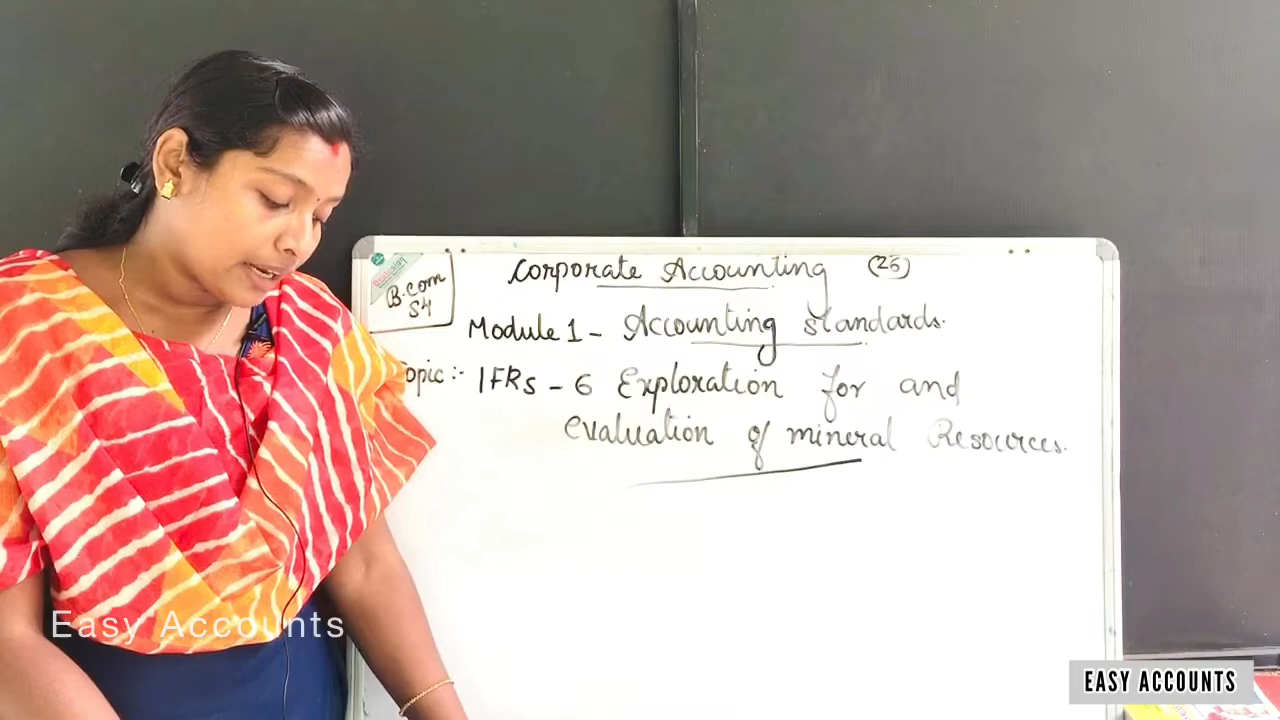 Corporate Accounting (25)
B.com
S4
Module 1 - Accounting standards.
opic :- IFRS - 6 Exploration for and
evaluation of mineral Resources.
Easy Accounts
EASY ACCOUNTS